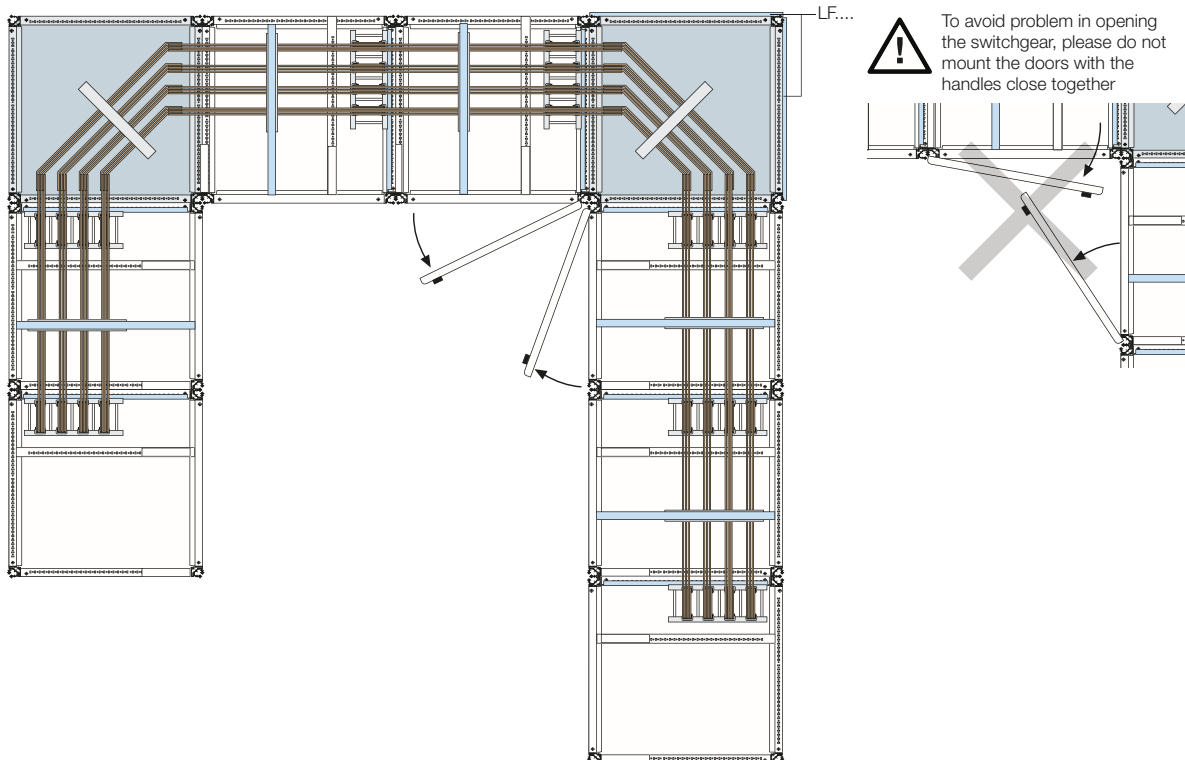 LF....
!
To avoid problem in opening
the switchgear, please do not
mount the doors with the
handles close together